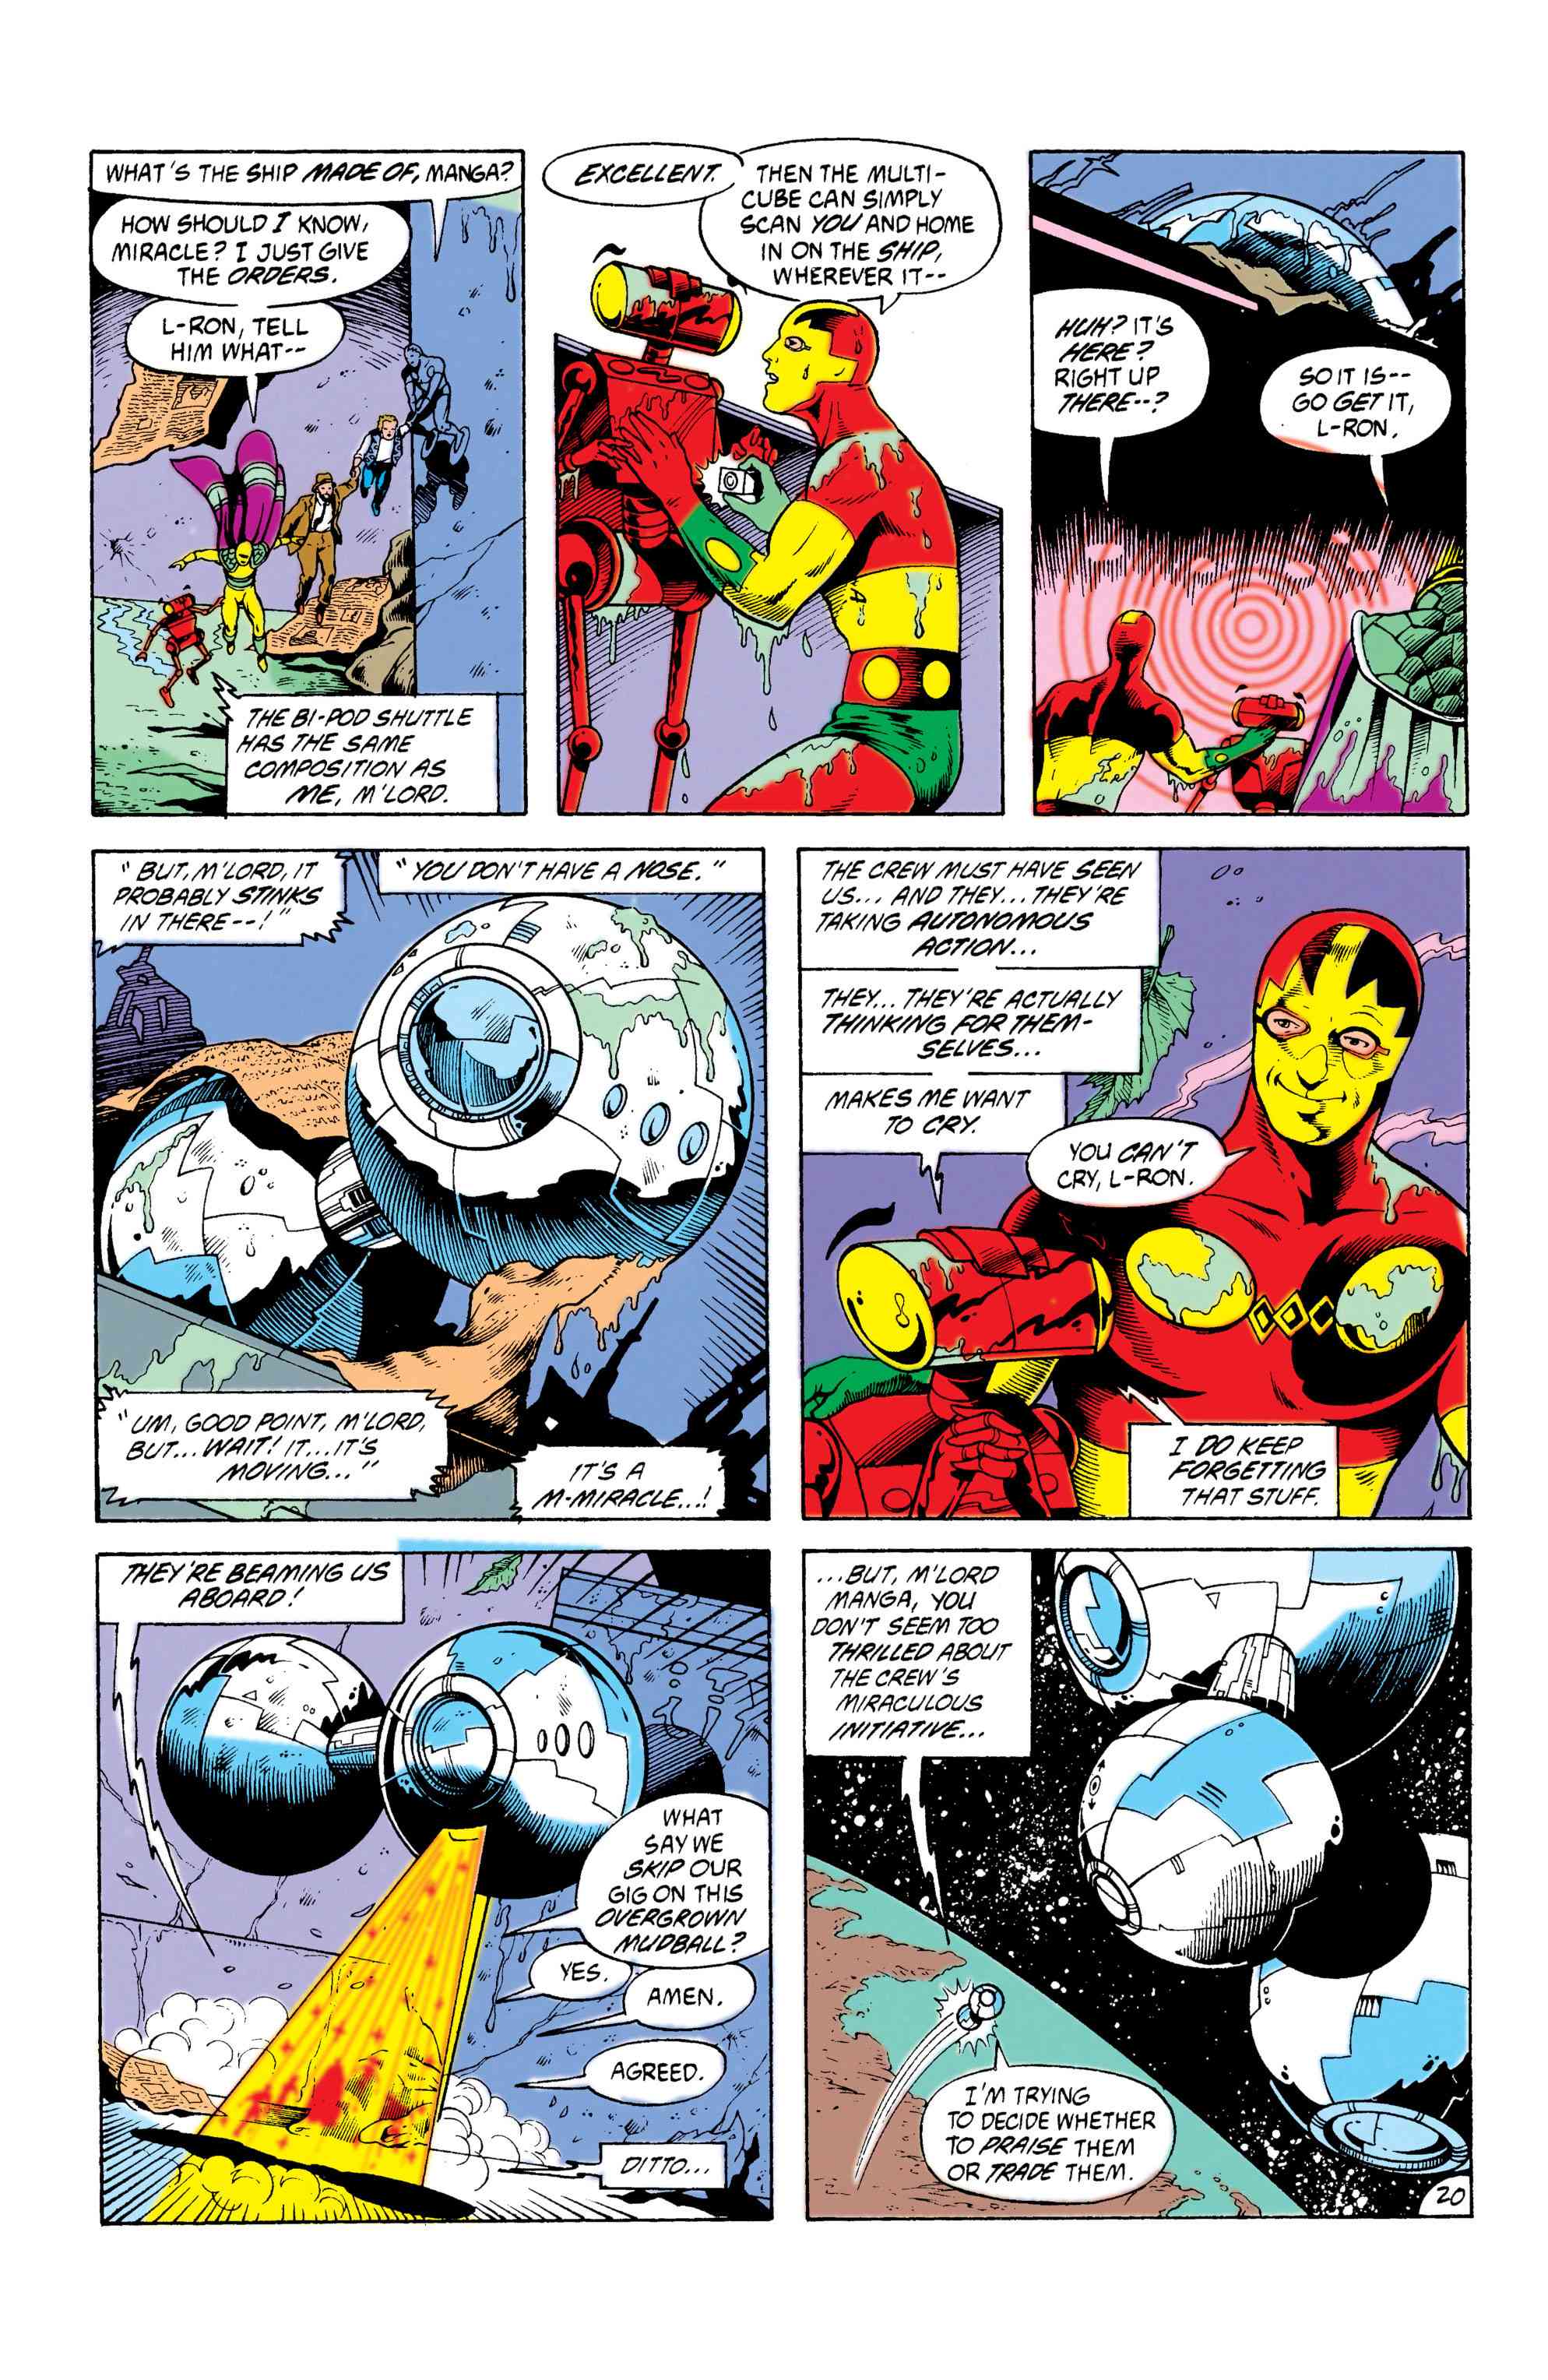 WHAT'S THE SHIP MADE OF, MANGA?
HOW SHOULD I KNOW,
MIRACLE? I JUST GIVE
THE ORDERS.
L-RON, TELL
HIM WHAT--
THE BI-POD SHUTTLE
HAS THE SAME
COMPOSITION AS
ME, M'LORD.
EXCELLENT.
THEN THE MULTI-
CUBE CAN SIMPLY
SCAN YOU AND HOME
IN ON THE SHIP,
WHEREVER IT--
HUH? IT'S
HERE?
RIGHT UP
THERE--?
SO IT IS--
GO GET IT,
L-RON.
"BUT, M'LORD, IT
PROBABLY STINKS
IN THERE--!"
"YOU DON'T HAVE A NOSE."
"UM, GOOD POINT, M'LORD,
BUT...WAIT! IT...IT'S
MOVING..."
IT'S A
M-MIRACLE...!
THE CREW MUST HAVE SEEN
US... AND THEY... THEY'RE
TAKING AUTONOMOUS
ACTION...
THEY... THEY'RE ACTUALLY
THINKING FOR THEM-
SELVES...
MAKES ME WANT
TO CRY.
YOU CAN'T
CRY, L-RON.
I DO KEEP
FORGETTING
THAT STUFF.
THEY'RE BEAMING US
ABOARD!
WHAT
SAY WE
SKIP OUR
GIG ON THIS
OVERGROWN
MUDBALL?
YES.
AMEN.
AGREED.
DITTO...
...BUT, M'LORD
MANGA, YOU
DON'T SEEM TOO
THRILLED ABOUT
THE CREW'S
MIRACULOUS
INITIATIVE...
I'M TRYING
TO DECIDE WHETHER
TO PRAISE THEM
OR TRADE THEM.
20